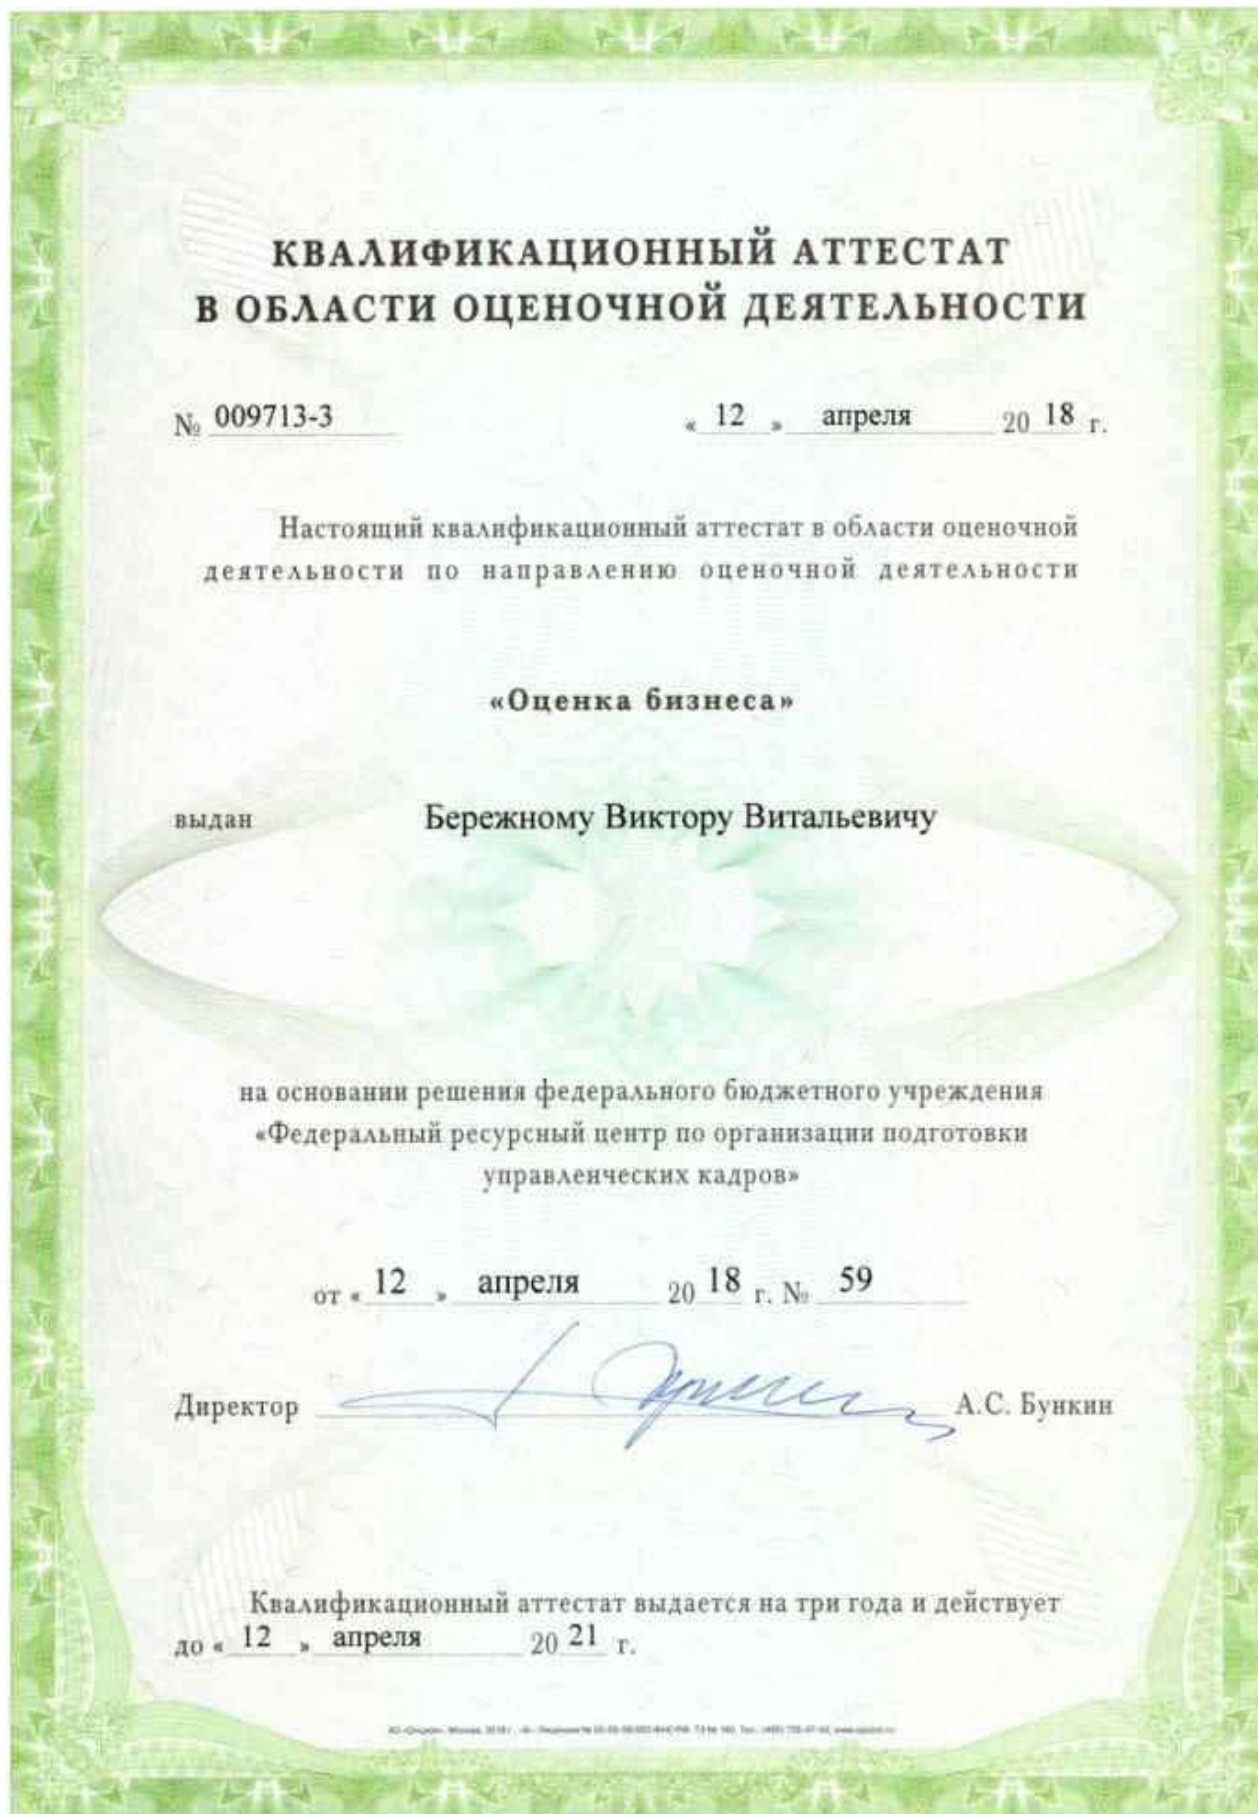 КВАЛИФИКАЦИОННЫЙ АТТЕСТАТ
В ОБЛАСТИ ОЦЕНОЧНОЙ ДЕЯТЕЛЬНОСТИ
№ 009713-3 « 12 » апреля 20 18 г.
Настоящий квалификационный аттестат в области оценочной
деятельности по направлению оценочной деятельности
«Оценка бизнеса»
выдан Бережному Виктору Витальевичу
на основании решения федерального бюджетного учреждения
«Федеральный ресурсный центр по организации подготовки
управленческих кадров»
от « 12 » апреля 20 18 г. № 59
Директор А.С. Бункин
Квалификационный аттестат выдается на три года и действует
до « 12 » апреля 20 21 г.